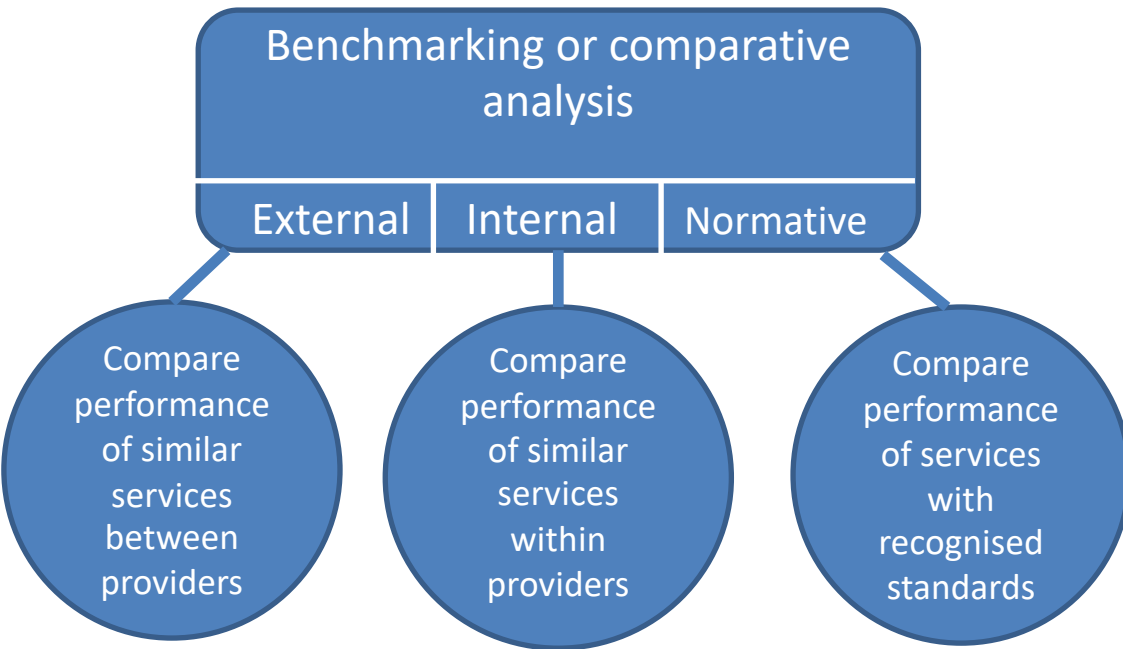 Benchmarking or comparative
analysis
External
Internal
Normative
Compare
performance
of similar
services
between
providers
Compare
performance
of similar
services
within
providers
Compare
performance
of services
with
recognised
standards